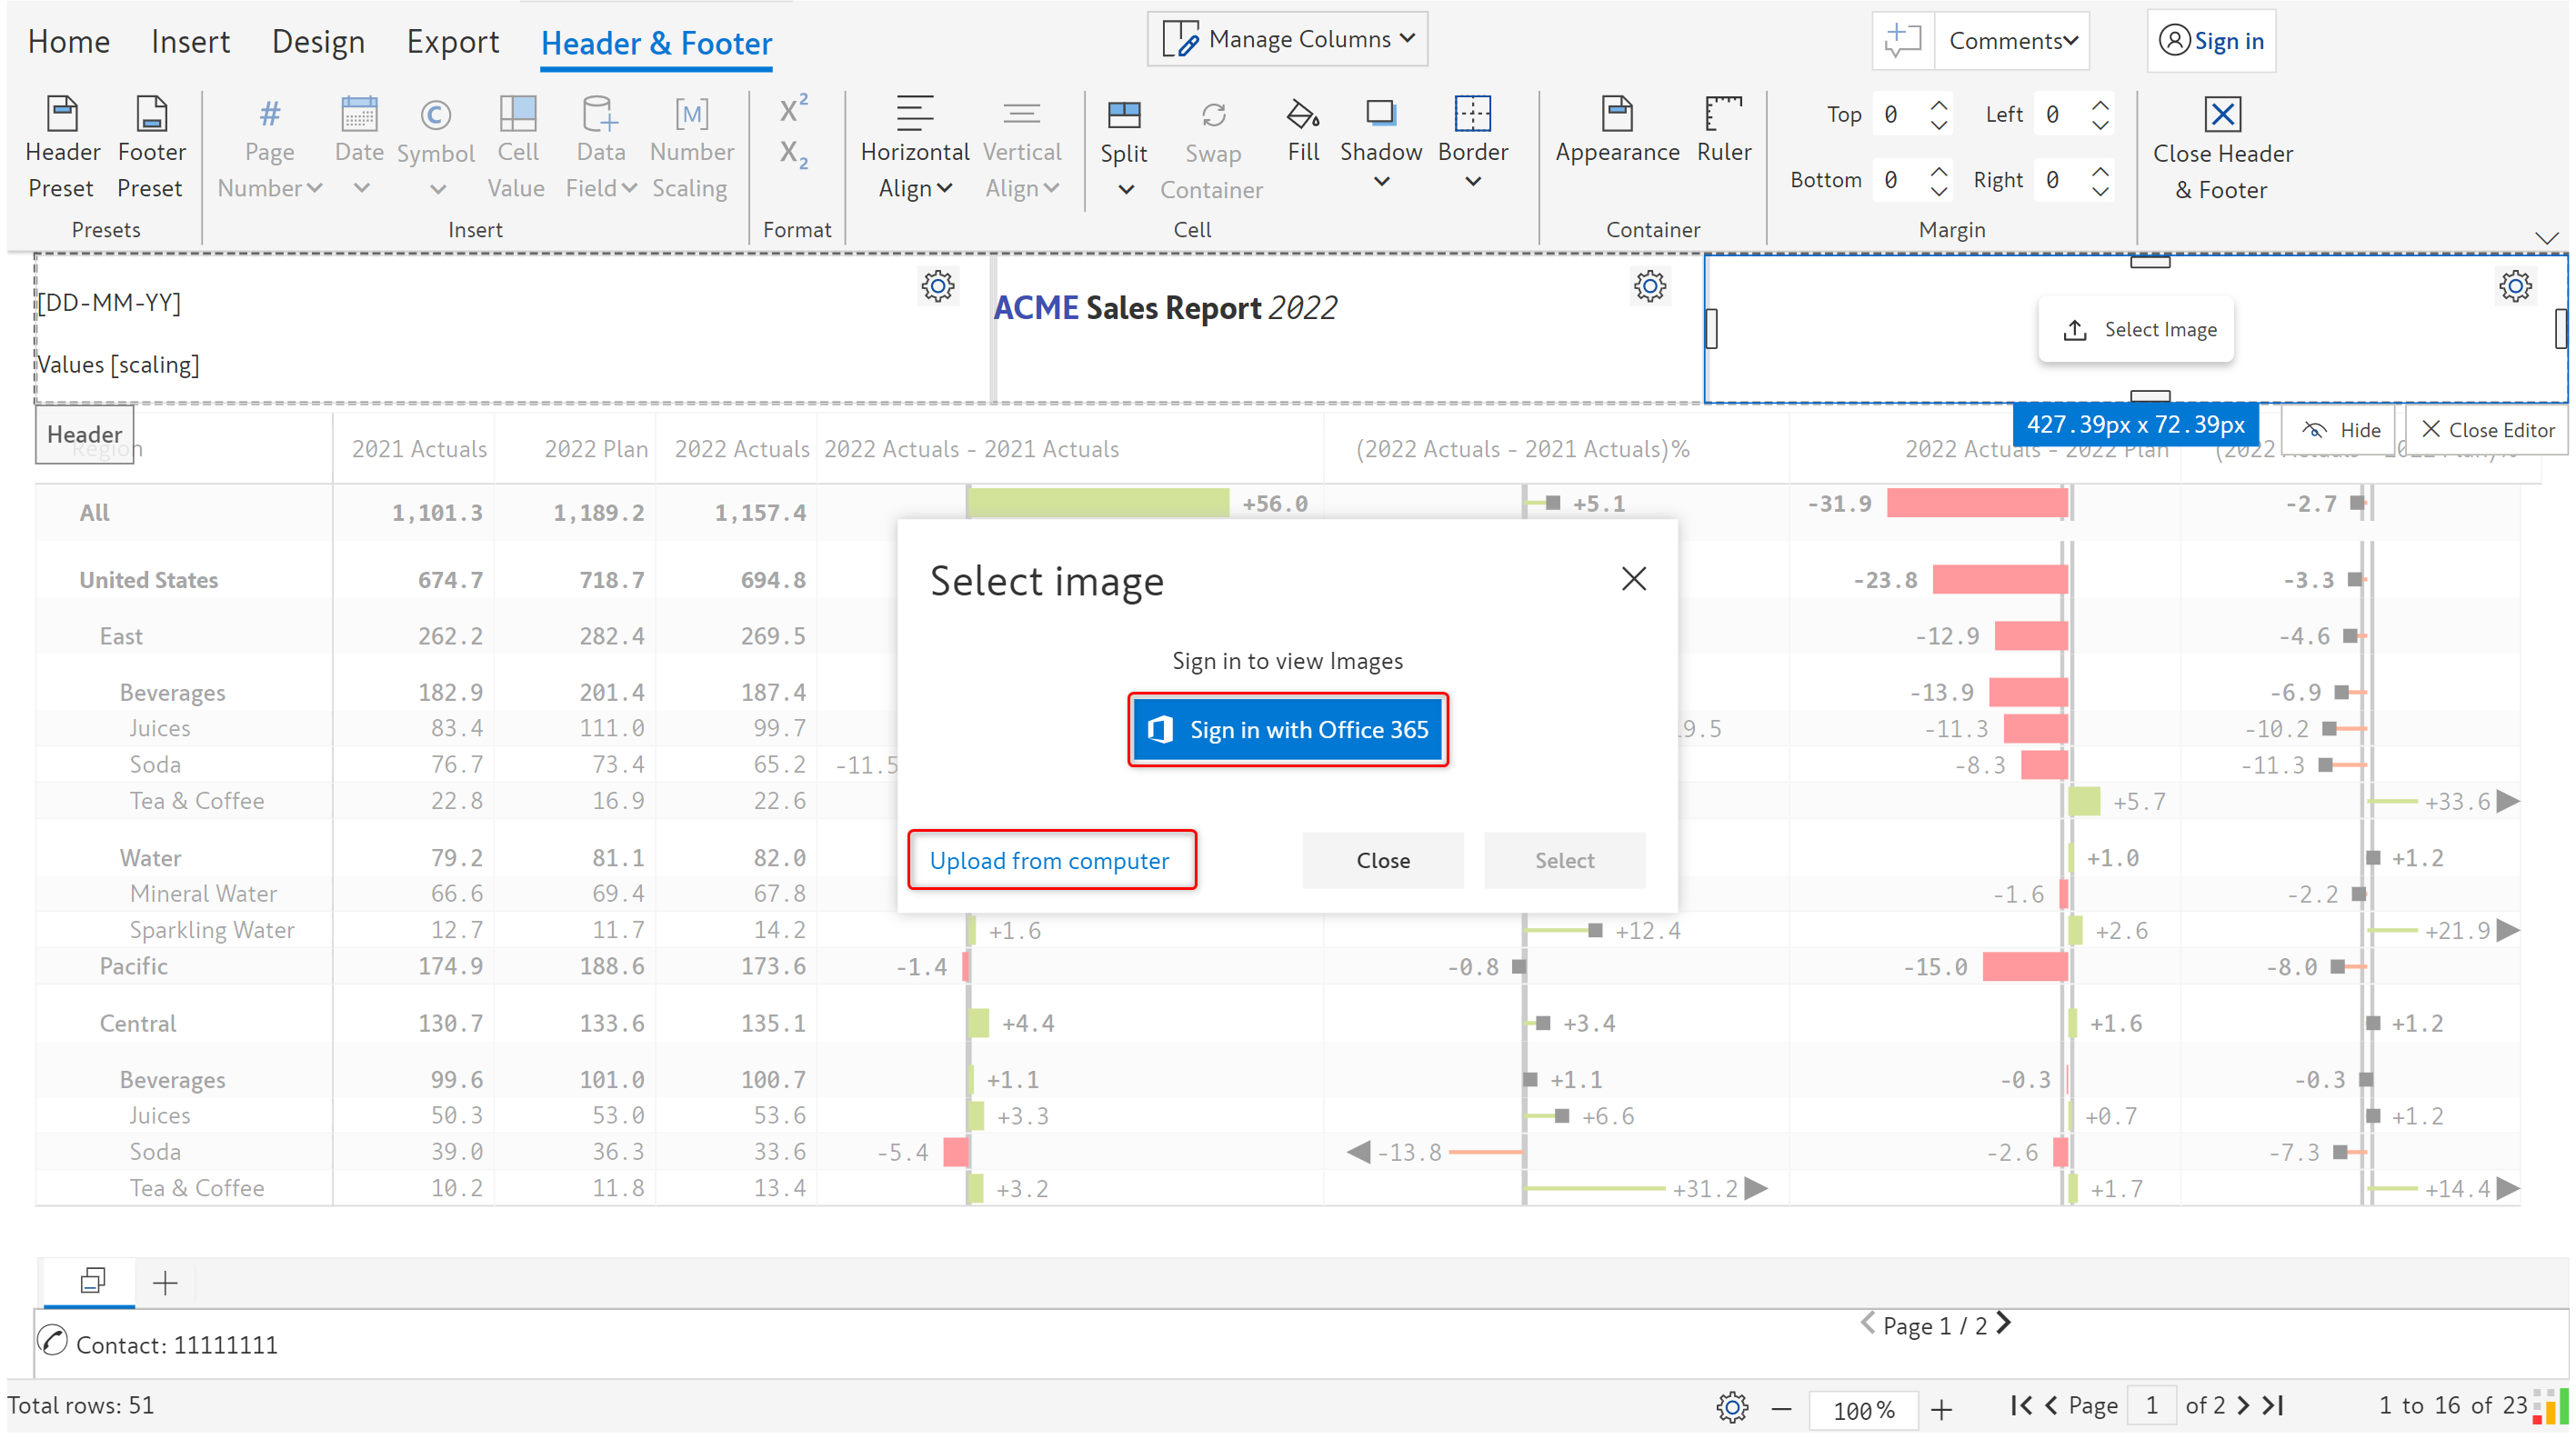 Home Insert Design Export Header & Footer Manage Columns Comments Sign in
Header Preset Footer Preset Page Number Date Symbol Cell Value Data Field Number Scaling X2 X2 Horizontal Align Vertical Align Split Swap Container Fill Shadow Border Appearance Ruler Top 0 Left 0 Bottom 0 Right 0 Close Header & Footer
Presets Insert Format Cell Container Margin
[DD-MM-YY]
Values [scaling]
ACME Sales Report 2022
Select Image
427.39px x 72.39px Hide Close Editor
Header
Region 2021 Actuals 2022 Plan 2022 Actuals 2022 Actuals - 2021 Actuals (2022 Actuals - 2021 Actuals)% 2022 Actuals - 2022 Plan
All 1,101.3 1,189.2 1,157.4 +56.0 +5.1 -31.9 -2.7
United States 674.7 718.7 694.8 -23.8 -3.3
East 262.2 282.4 269.5 -12.9 -4.6
Beverages 182.9 201.4 187.4 -13.9 -6.9
Juices 83.4 111.0 99.7 -11.3 -10.2
Soda 76.7 73.4 65.2 -11.5 -8.3 -11.3
Tea & Coffee 22.8 16.9 22.6 +5.7 +33.6
Water 79.2 81.1 82.0 +1.0 +1.2
Mineral Water 66.6 69.4 67.8 -1.6 -2.2
Sparkling Water 12.7 11.7 14.2 +1.6 +12.4 +2.6 +21.9
Pacific 174.9 188.6 173.6 -1.4 -0.8 -15.0 -8.0
Central 130.7 133.6 135.1 +4.4 +3.4 +1.6 +1.2
Beverages 99.6 101.0 100.7 +1.1 +1.1 -0.3 -0.3
Juices 50.3 53.0 53.6 +3.3 +6.6 +0.7 +1.2
Soda 39.0 36.3 33.6 -5.4 -13.8 -2.6 -7.3
Tea & Coffee 10.2 11.8 13.4 +3.2 +31.2 +1.7 +14.4
Select image
Sign in to view Images
Sign in with Office 365
Upload from computer Close Select
Contact: 11111111
Page 1 / 2
Total rows: 51 100% Page 1 of 2 1 to 16 of 23